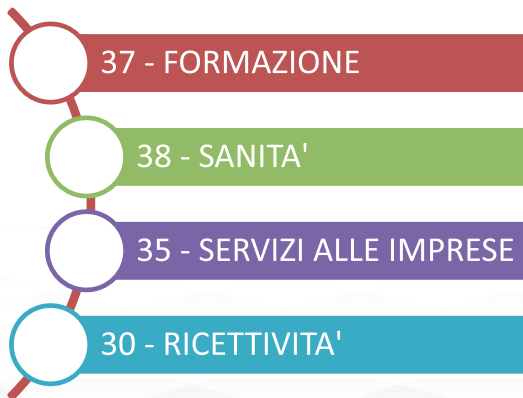 37 - FORMAZIONE
38 - SANITA'
35 - SERVIZI ALLE IMPRESE
30 - RICETTIVITA'